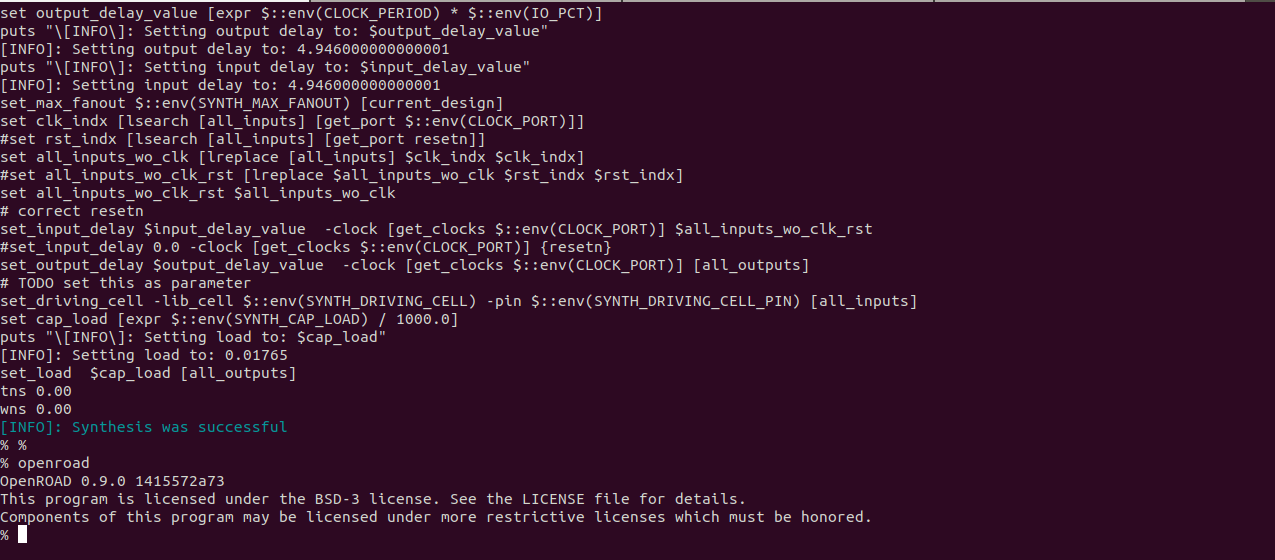 set output_delay_value [expr $::env(CLOCK_PERIOD) * $::env(IO_PCT)]
puts "\[INFO\]: Setting output delay to: $output_delay_value"
[INFO]: Setting output delay to: 4.946000000000001
puts "\[INFO\]: Setting input delay to: $input_delay_value"
[INFO]: Setting input delay to: 4.946000000000001
set_max_fanout $::env(SYNTH_MAX_FANOUT) [current_design]
set clk_indx [lsearch [all_inputs] [get_port $::env(CLOCK_PORT)]]
#set rst_indx [lsearch [all_inputs] [get_port resetn]]
set all_inputs_wo_clk [lreplace [all_inputs] $clk_indx $clk_indx]
#set all_inputs_wo_clk_rst [lreplace $all_inputs_wo_clk $rst_indx $rst_indx]
set all_inputs_wo_clk_rst $all_inputs_wo_clk
# correct resetn
set_input_delay $input_delay_value  -clock [get_clocks $::env(CLOCK_PORT)] $all_inputs_wo_clk_rst
#set_input_delay 0.0 -clock [get_clocks $::env(CLOCK_PORT)] {resetn}
set_output_delay $output_delay_value  -clock [get_clocks $::env(CLOCK_PORT)] [all_outputs]
# TODO set this as parameter
set_driving_cell -lib_cell $::env(SYNTH_DRIVING_CELL) -pin $::env(SYNTH_DRIVING_CELL_PIN) [all_inputs]
set cap_load [expr $::env(SYNTH_CAP_LOAD) / 1000.0]
puts "\[INFO\]: Setting load to: $cap_load"
[INFO]: Setting load to: 0.01765
set_load  $cap_load [all_outputs]
tns 0.00
wns 0.00
[INFO]: Synthesis was successful
% %
% openroad
OpenROAD 0.9.0 1415572a73
This program is licensed under the BSD-3 license. See the LICENSE file for details.
Components of this program may be licensed under more restrictive licenses which must be honored.
%